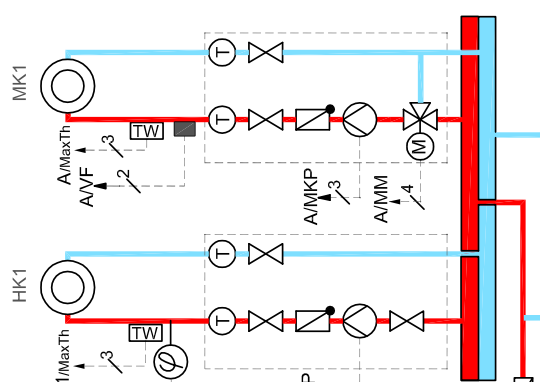 MK1
T
T
TW
3
A/MaxTh
2
A/VF
M
3
A/MKP
4
A/MM
HK1
T
T
TW
3
1/MaxTh
φ
P